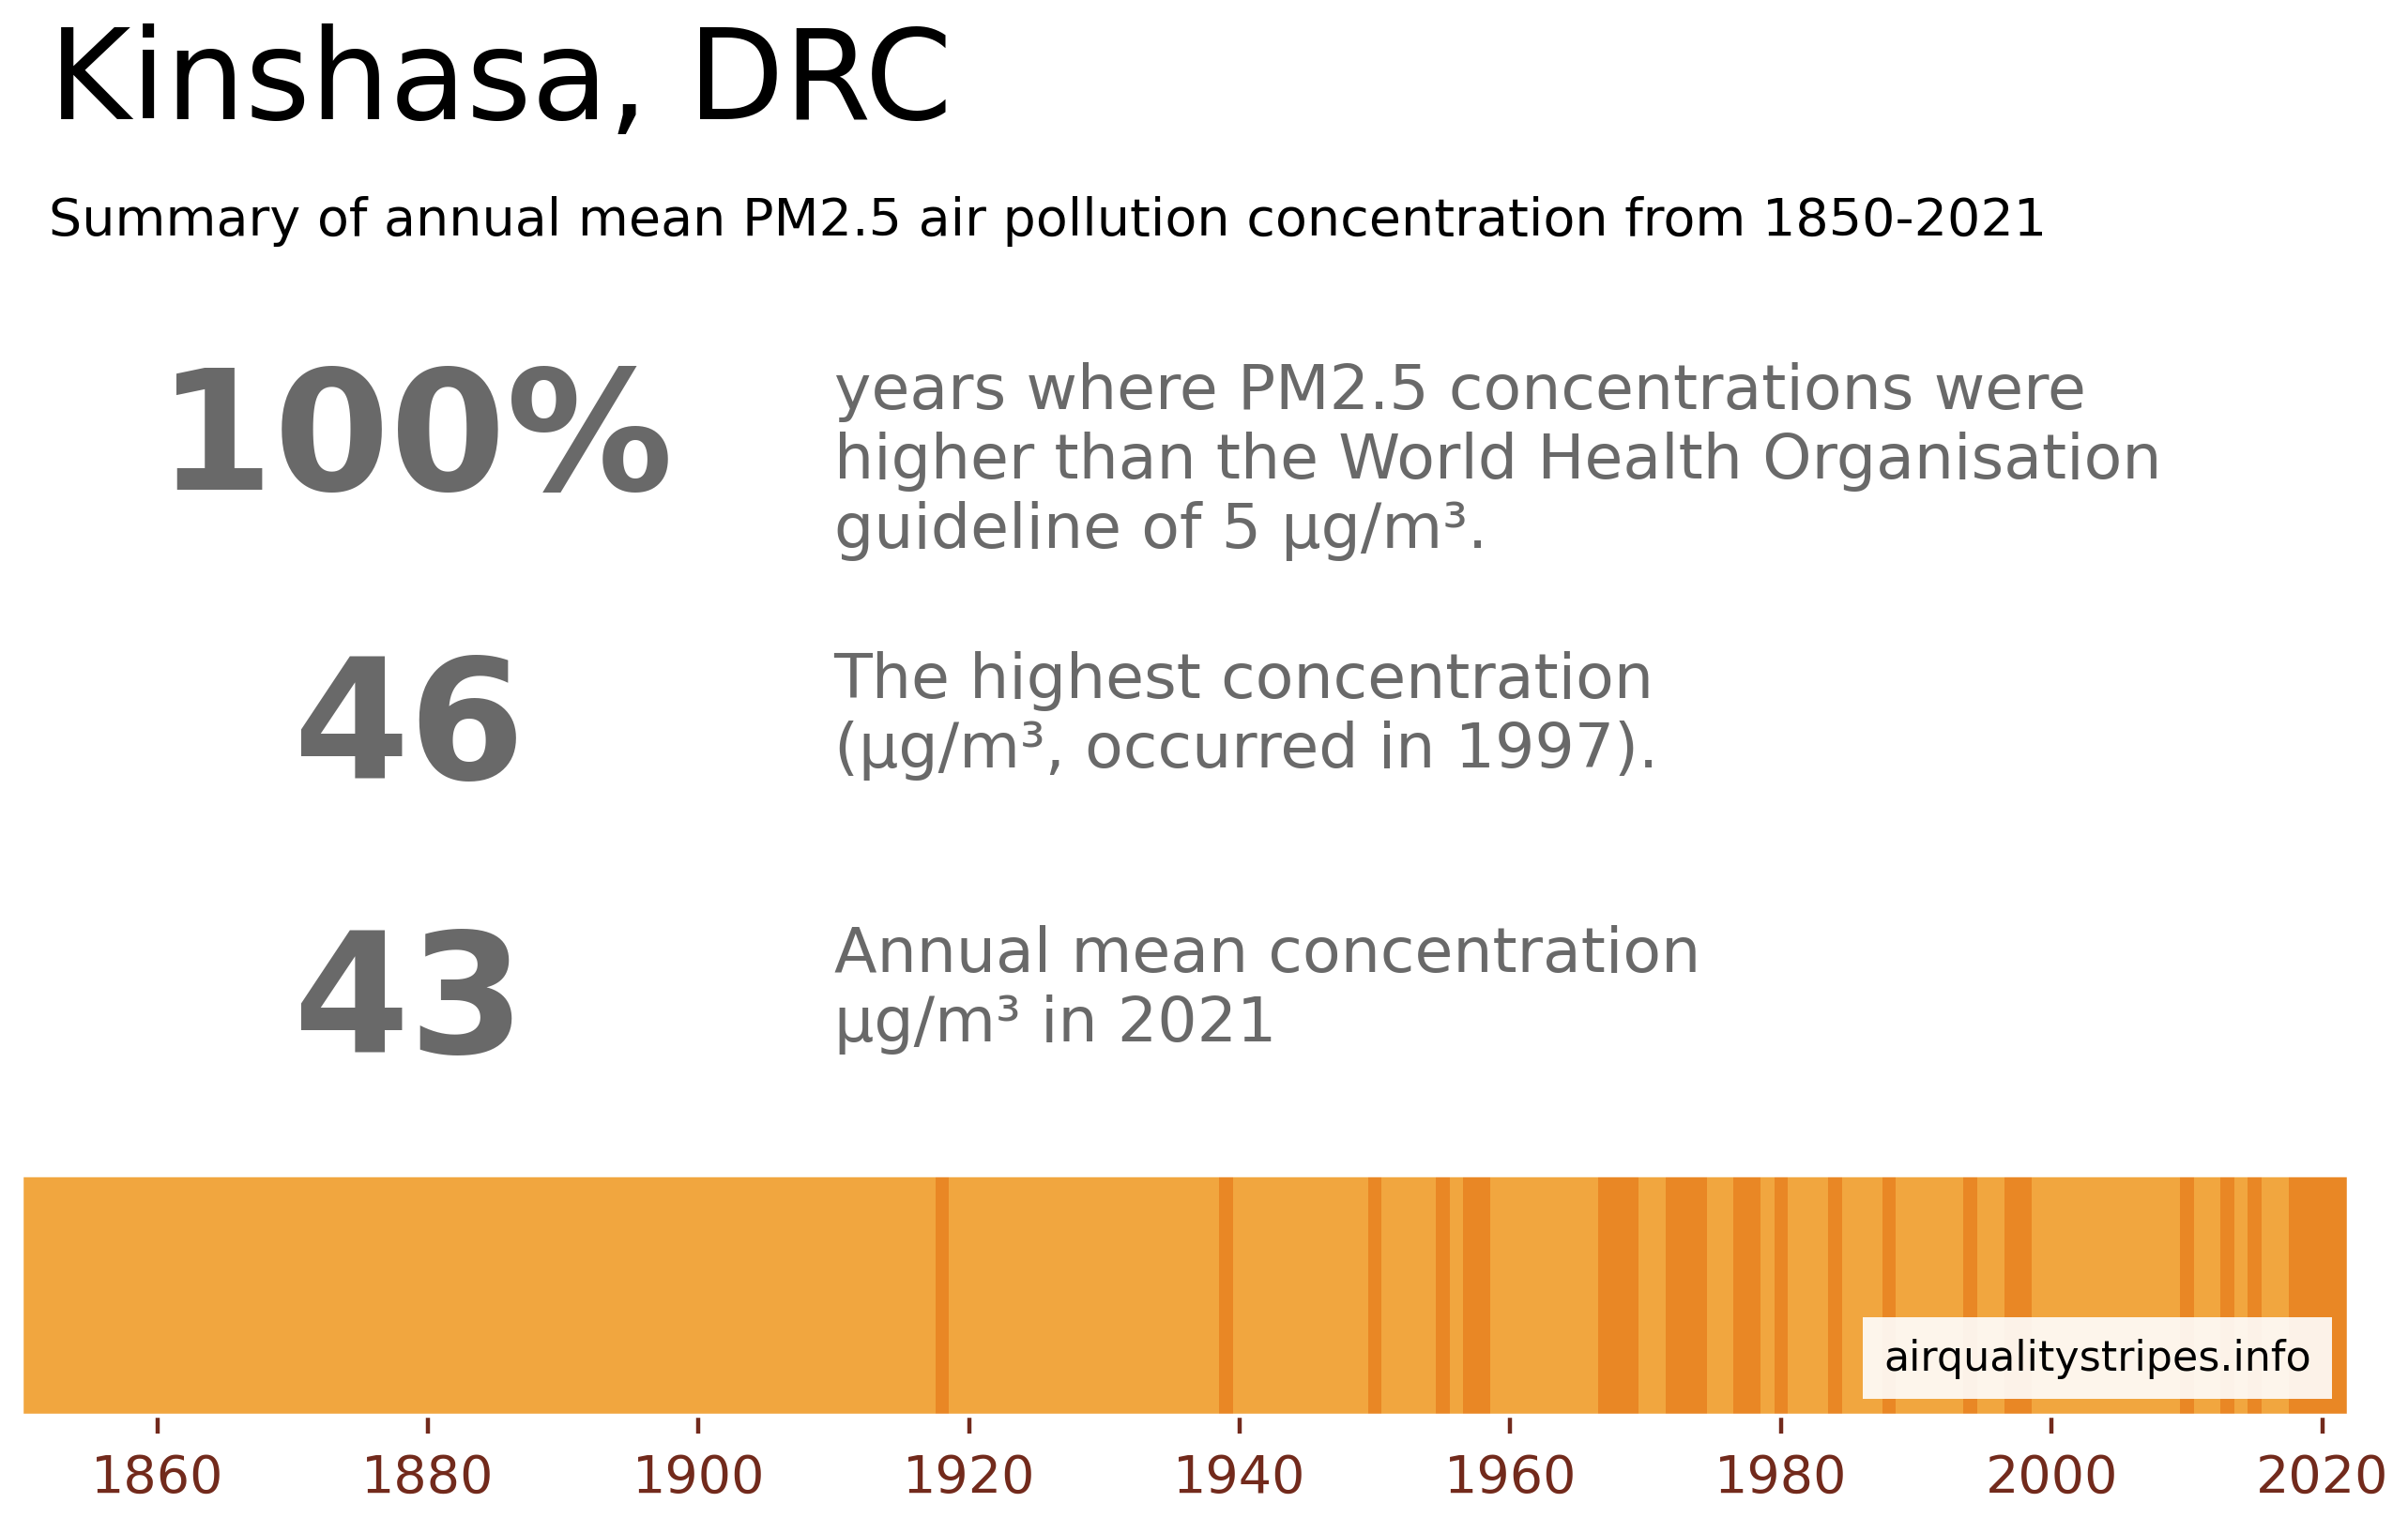 Kinshasa, DRC
Summary of annual mean PM2.5 air pollution concentration from 1850-2021
100%
years where PM2.5 concentrations were
higher than the World Health Organisation
guideline of 5 µg/m³.
46
The highest concentration
(µg/m³, occurred in 1997).
43
Annual mean concentration
µg/m³ in 2021
airqualitystripes.info
1860 1880 1900 1920 1940 1960 1980 2000 2020